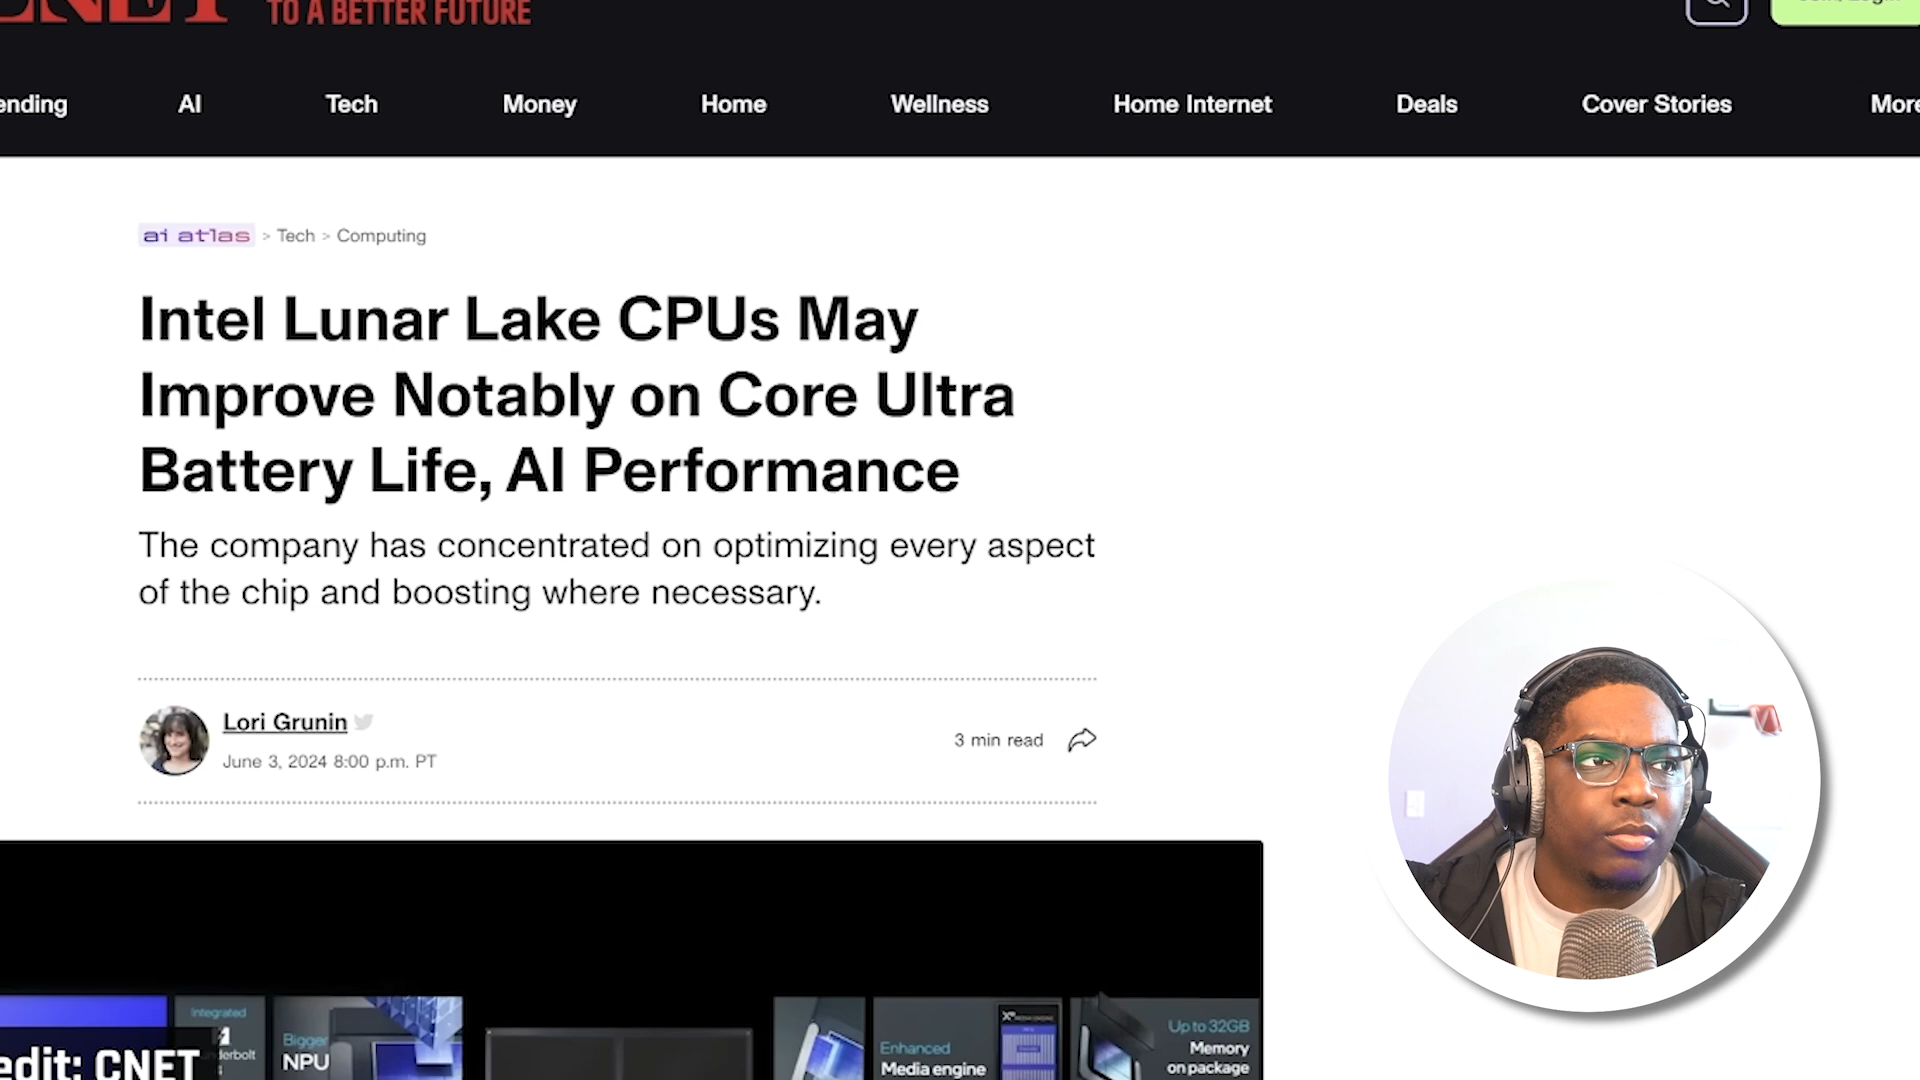 CNET TO A BETTER FUTURE
ending AI Tech Money Home Wellness Home Internet Deals Cover Stories More
ai atlas > Tech > Computing
Intel Lunar Lake CPUs May
Improve Notably on Core Ultra
Battery Life, AI Performance
The company has concentrated on optimizing every aspect
of the chip and boosting where necessary.
Lori Grunin
June 3, 2024 8:00 p.m. PT
3 min read
Integrated
derbolt
Bigger
NPU
Enhanced
Media engine
Up to 32GB
Memory
on package
edit: CNET